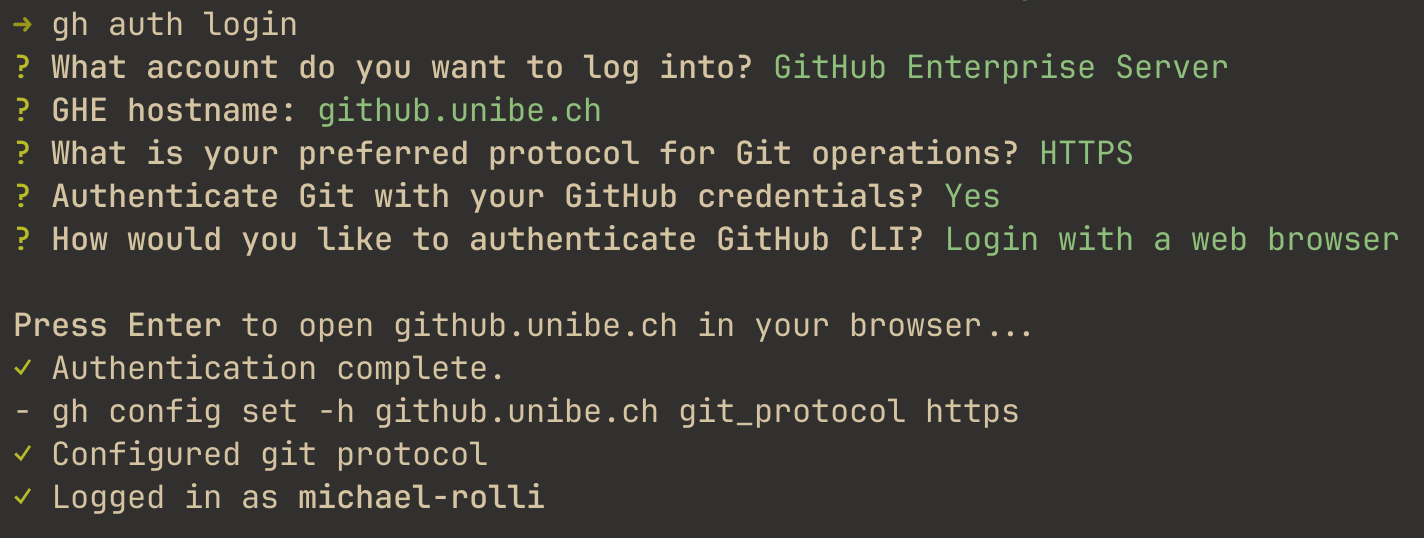 → gh auth login
? What account do you want to log into? GitHub Enterprise Server
? GHE hostname: github.unibe.ch
? What is your preferred protocol for Git operations? HTTPS
? Authenticate Git with your GitHub credentials? Yes
? How would you like to authenticate GitHub CLI? Login with a web browser
Press Enter to open github.unibe.ch in your browser...
✓ Authentication complete.
- gh config set -h github.unibe.ch git_protocol https
✓ Configured git protocol
✓ Logged in as michael-rolli